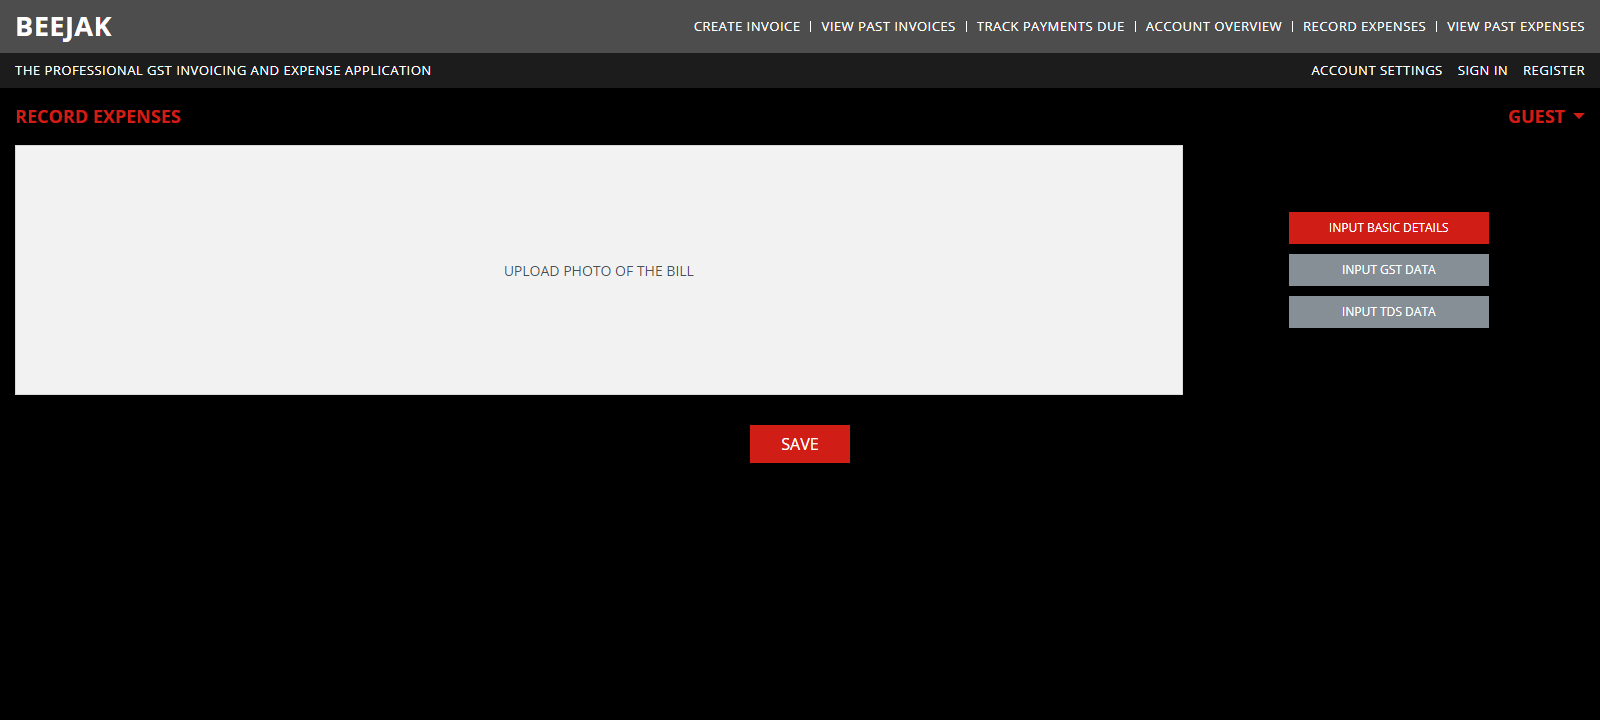 BEEJAK
CREATE INVOICE | VIEW PAST INVOICES | TRACK PAYMENTS DUE | ACCOUNT OVERVIEW | RECORD EXPENSES | VIEW PAST EXPENSES
THE PROFESSIONAL GST INVOICING AND EXPENSE APPLICATION
ACCOUNT SETTINGS SIGN IN REGISTER
RECORD EXPENSES
GUEST
UPLOAD PHOTO OF THE BILL
INPUT BASIC DETAILS
INPUT GST DATA
INPUT TDS DATA
SAVE